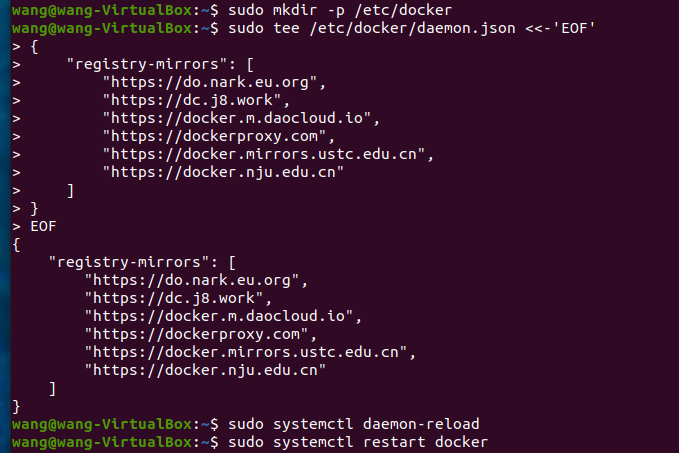 wang@wang-VirtualBox:~$ sudo mkdir -p /etc/docker
wang@wang-VirtualBox:~$ sudo tee /etc/docker/daemon.json <<-'EOF'
> {
>     "registry-mirrors": [
>         "https://do.nark.eu.org",
>         "https://dc.j8.work",
>         "https://docker.m.daocloud.io",
>         "https://dockerproxy.com",
>         "https://docker.mirrors.ustc.edu.cn",
>         "https://docker.nju.edu.cn"
>     ]
> }
> EOF
{
    "registry-mirrors": [
        "https://do.nark.eu.org",
        "https://dc.j8.work",
        "https://docker.m.daocloud.io",
        "https://dockerproxy.com",
        "https://docker.mirrors.ustc.edu.cn",
        "https://docker.nju.edu.cn"
    ]
}
wang@wang-VirtualBox:~$ sudo systemctl daemon-reload
wang@wang-VirtualBox:~$ sudo systemctl restart docker